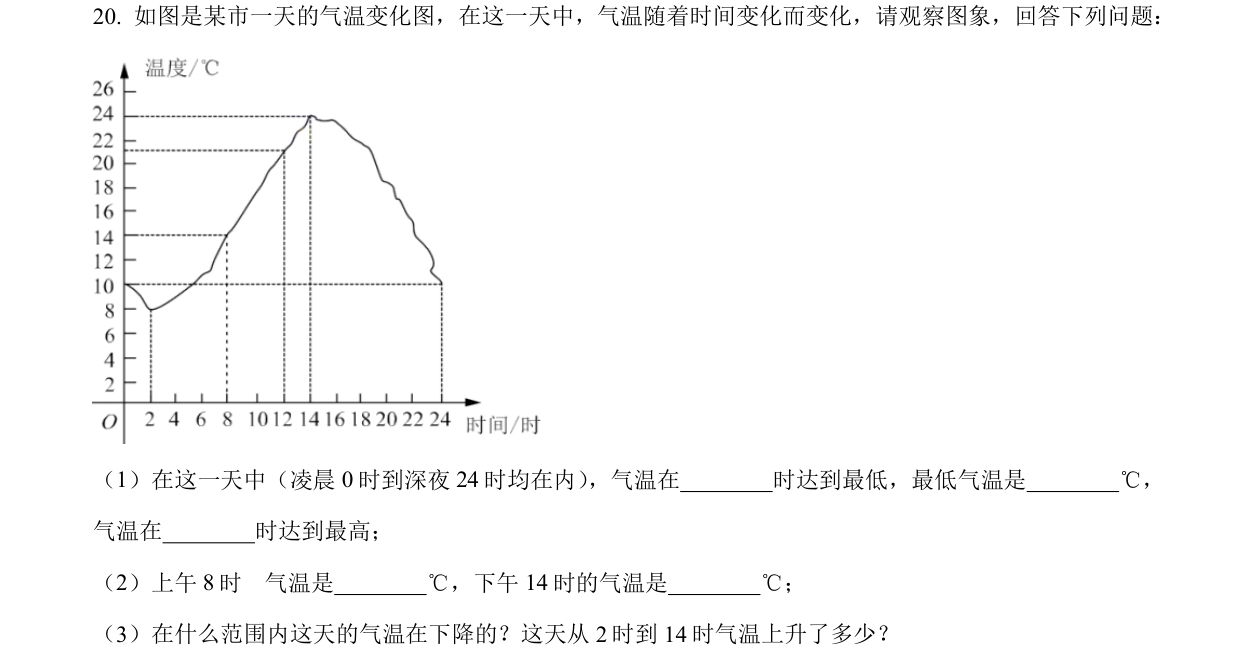 20. 如图是某市一天的气温变化图，在这一天中，气温随着时间变化而变化，请观察图象，回答下列问题：
温度/℃
26
24
22
20
18
16
14
12
10
8
6
4
2
O 2 4 6 8 10 12 14 16 18 20 22 24 时间/时
（1）在这一天中（凌晨 0 时到深夜 24 时均在内），气温在________时达到最低，最低气温是________℃，
气温在________时达到最高；
（2）上午 8 时 气温是________℃，下午 14 时的气温是________℃；
（3）在什么范围内这天的气温在下降的？这天从 2 时到 14 时气温上升了多少？